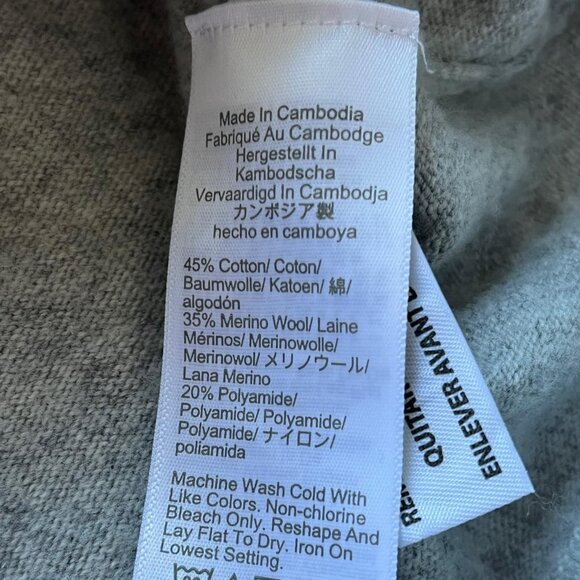 Made In Cambodia
Fabriqué Au Cambodge
Hergestellt In
Kambodscha
Vervaardigd In Cambodja
カンボジア製
hecho en camboya
45% Cotton/ Coton/
Baumwolle/ Katoen/ 綿/
algodón
35% Merino Wool/ Laine
Mérinos/ Merinowolle/
Merinowol/ メリノウール/
Lana Merino
20% Polyamide/
Polyamide/ Polyamide/
Polyamide/ ナイロン/
poliamida
Machine Wash Cold With
Like Colors. Non-chlorine
Bleach Only. Reshape And
Lay Flat To Dry. Iron On
Lowest Setting.
ENLEVER AVANT